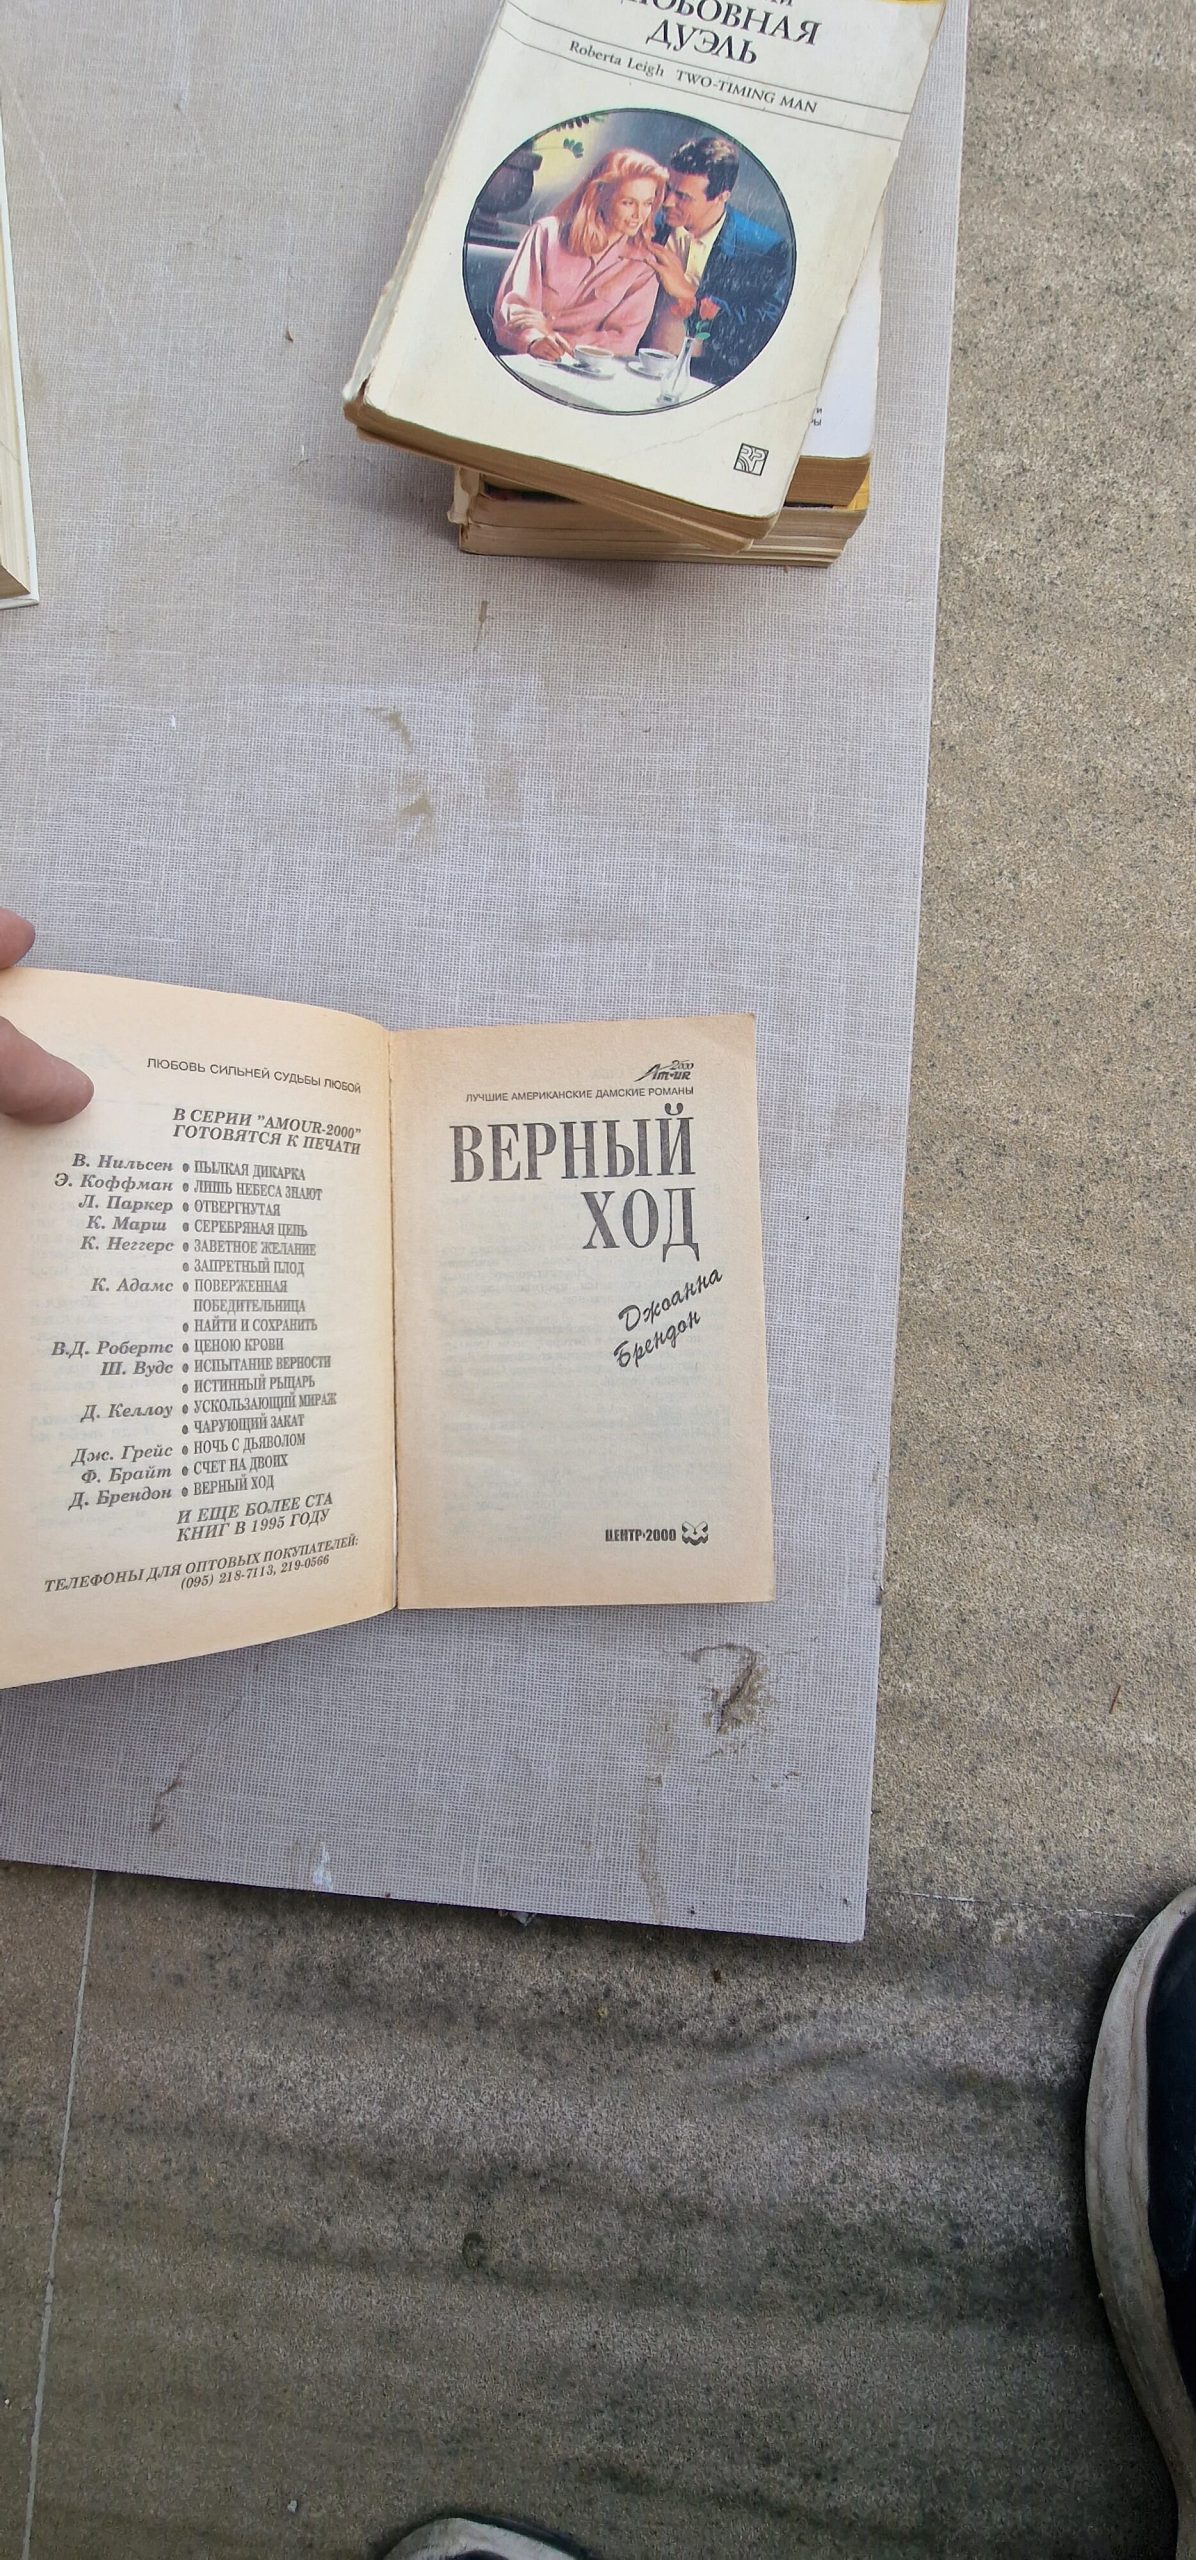 ЛЮБОВНАЯ
ДУЭЛЬ
Roberta Leigh TWO-TIMING MAN
ЛЮБОВЬ СИЛЬНЕЙ СУДЬБЫ ЛЮБОЙ
В СЕРИИ "AMOUR-2000"
ГОТОВЯТСЯ К ПЕЧАТИ
В. Нильсен • ПЫЛКАЯ ДИКАРКА
Э. Коффман • ЛИШЬ НЕБЕСА ЗНАЮТ
Л. Паркер • ОТВЕРГНУТАЯ
К. Марш • СЕРЕБРЯНАЯ ЦЕПЬ
К. Неггерс • ЗАВЕТНОЕ ЖЕЛАНИЕ
• ЗАПРЕТНЫЙ ПЛОД
К. Адамс • ПОВЕРЖЕННАЯ
ПОБЕДИТЕЛЬНИЦА
• НАЙТИ И СОХРАНИТЬ
В.Д. Робертс • ЦЕНОЮ КРОВИ
Ш. Вудс • ИСПЫТАНИЕ ВЕРНОСТИ
• ИСТИННЫЙ РЫЦАРЬ
Д. Келлоу • УСКОЛЬЗАЮЩИЙ МИРАЖ
• ЧАРУЮЩИЙ ЗАКАТ
Дж. Грейс • НОЧЬ С ДЬЯВОЛОМ
Ф. Брайт • СЧЕТ НА ДВОИХ
Д. Брендон • ВЕРНЫЙ ХОД
И ЕЩЕ БОЛЕЕ СТА
КНИГ В 1995 ГОДУ
ТЕЛЕФОНЫ ДЛЯ ОПТОВЫХ ПОКУПАТЕЛЕЙ:
(095) 218-7113, 219-0566
2000
Amour
ЛУЧШИЕ АМЕРИКАНСКИЕ ДАМСКИЕ РОМАНЫ
ВЕРНЫЙ
ХОД
Джоанна
Брендон
ЦЕНТР-2000